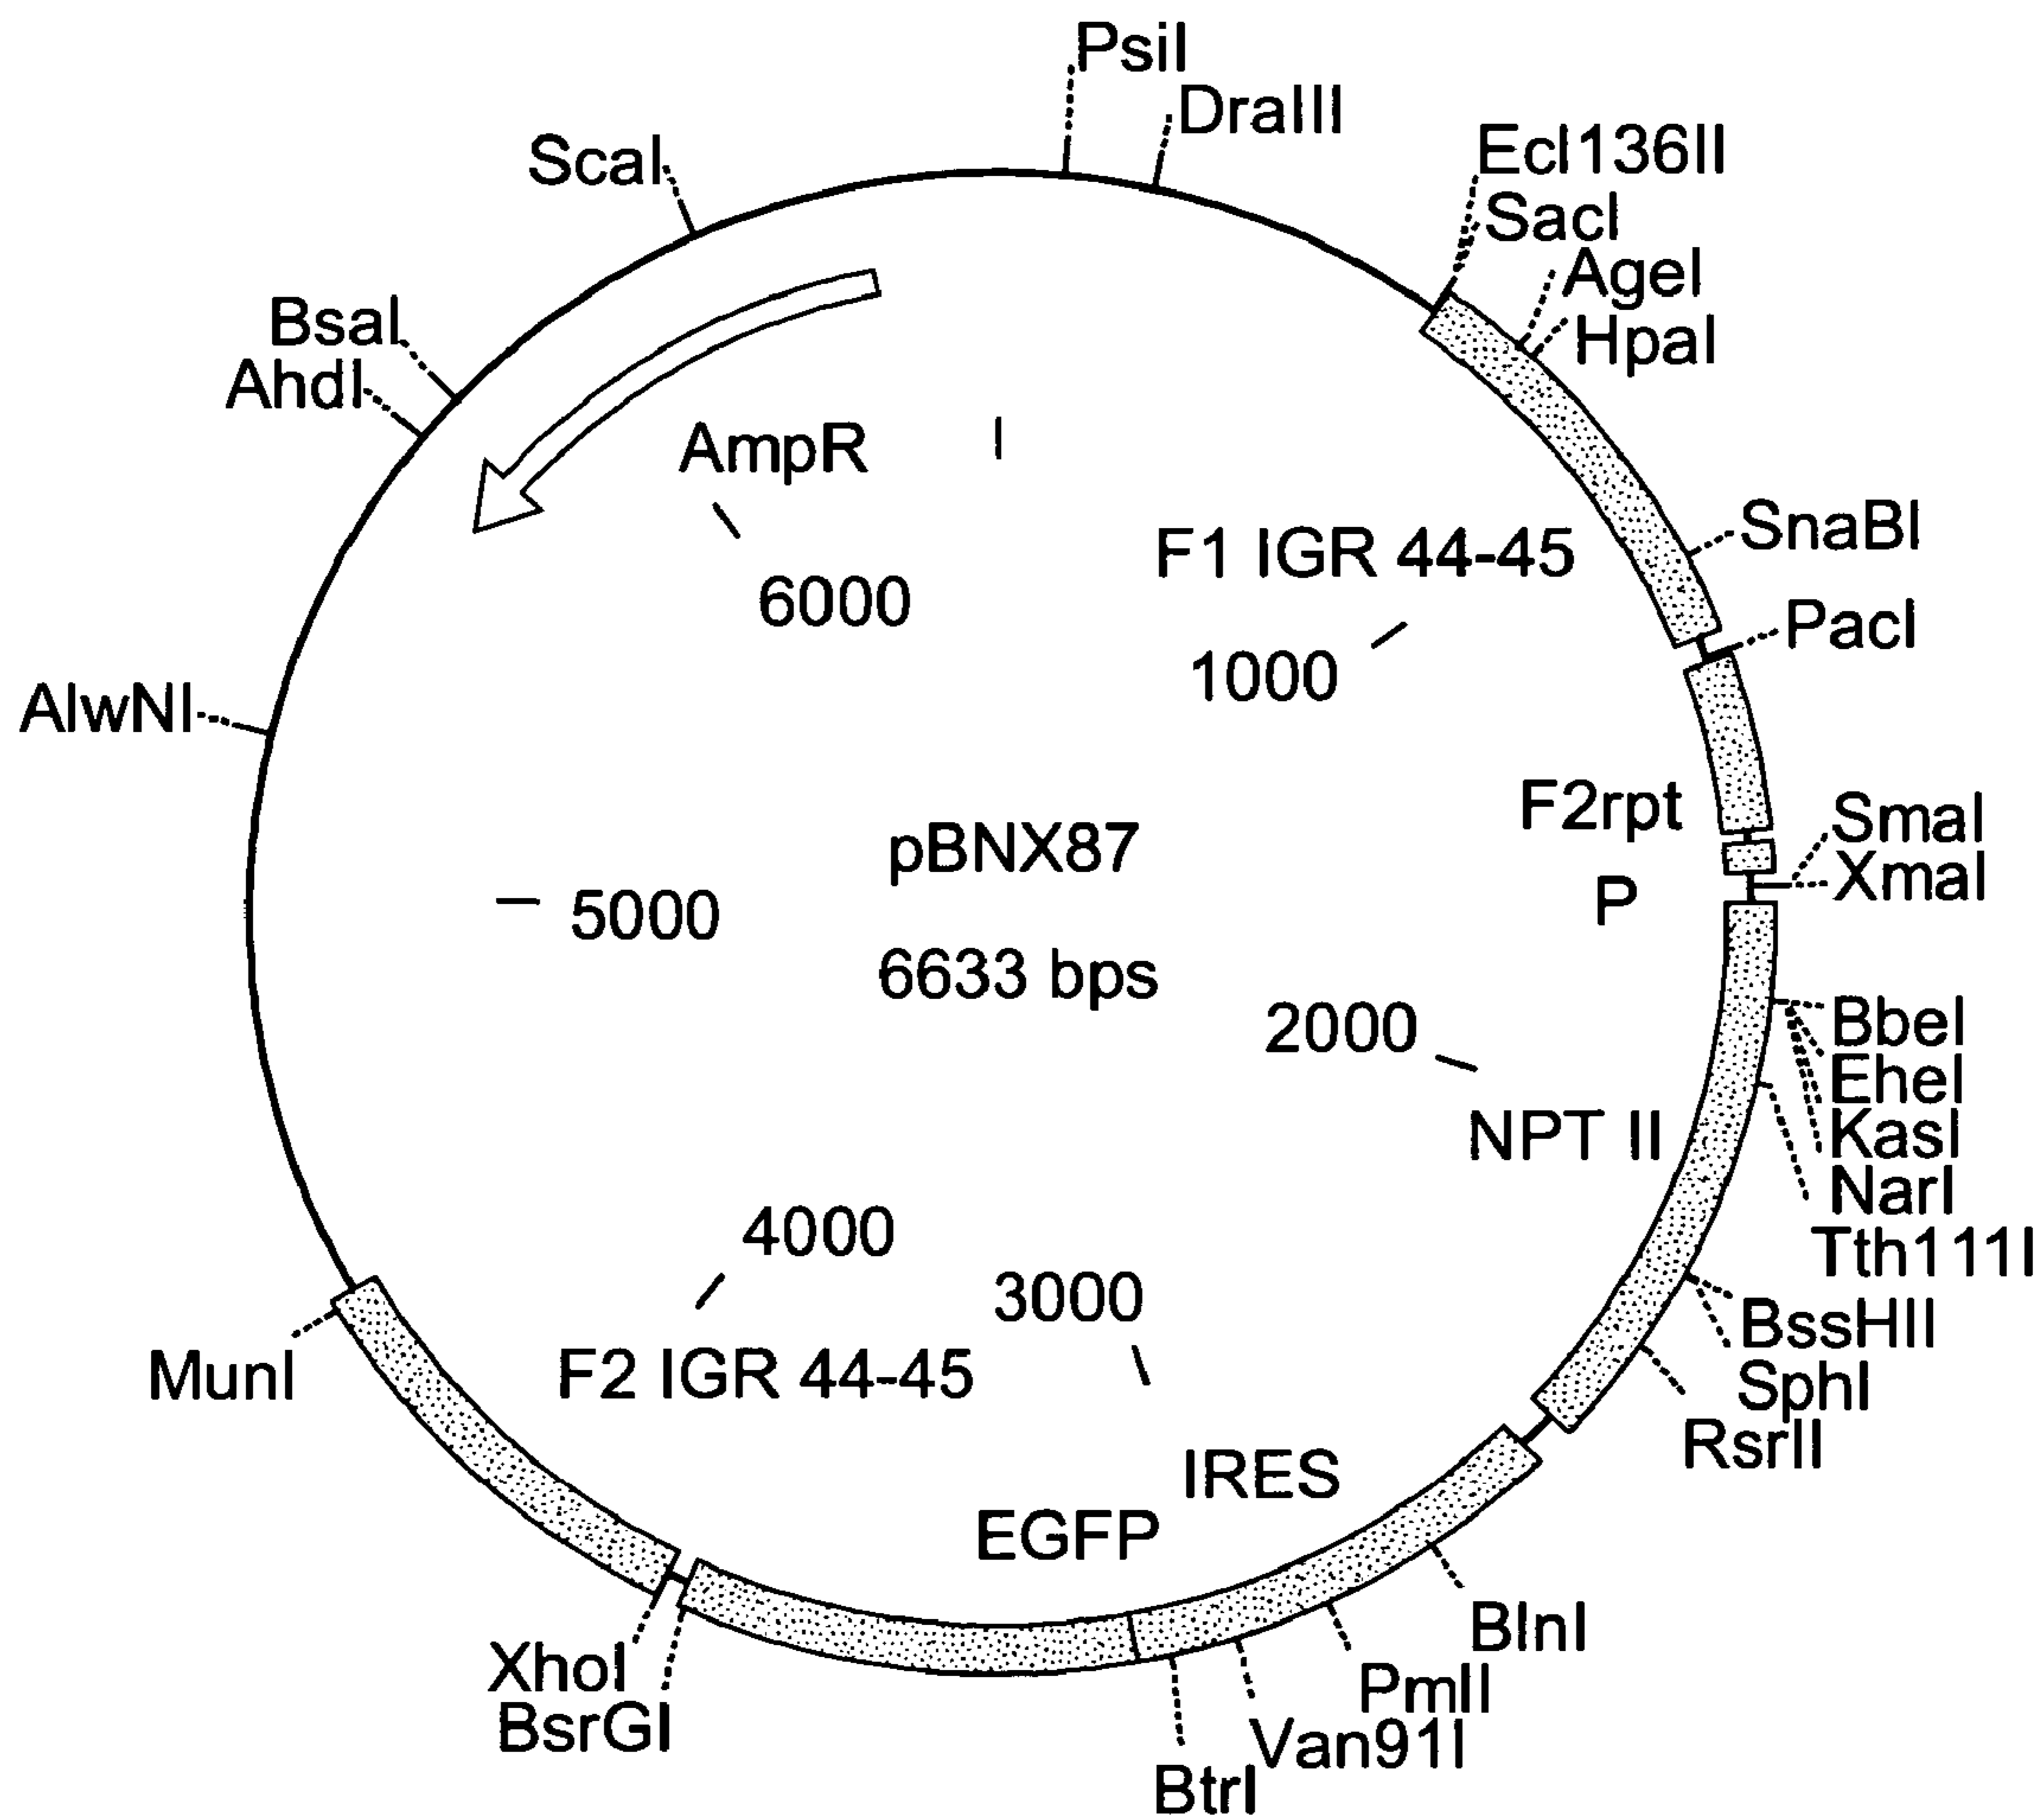 PsiI
DraIII
ScaI
Ecl136II
SacI
AgeI
HpaI
BsaI
AhdI
AmpR
SnaBI
F1 IGR 44-45
6000
PacI
1000
AlwNI
F2rpt
SmaI
XmaI
pBNX87
P
5000
6633 bps
2000
BbeI
EheI
KasI
NarI
NPT II
Tth111I
4000
3000
BssHII
SphI
RsrII
MunI
F2 IGR 44-45
IRES
EGFP
BlnI
XhoI
PmlI
BsrGI
Van91I
BtrI